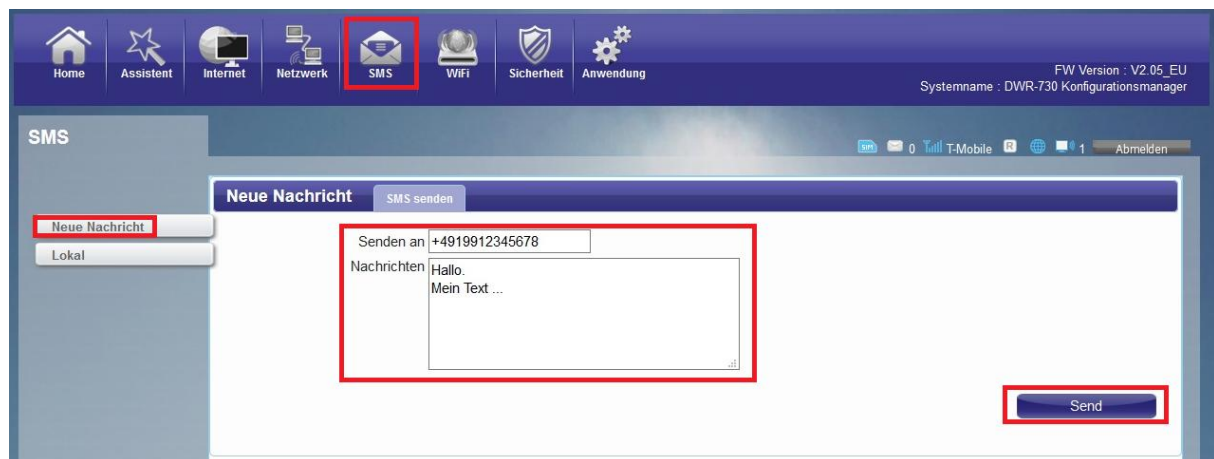 Home Assistent Internet Netzwerk SMS WiFi Sicherheit Anwendung
FW Version : V2.05_EU
Systemname : DWR-730 Konfigurationsmanager
SMS
SIM 0 T-Mobile R 1 Abmelden
Neue Nachricht SMS senden
Neue Nachricht
Lokal
Senden an +4919912345678
Nachrichten Hallo.
Mein Text ...
Send